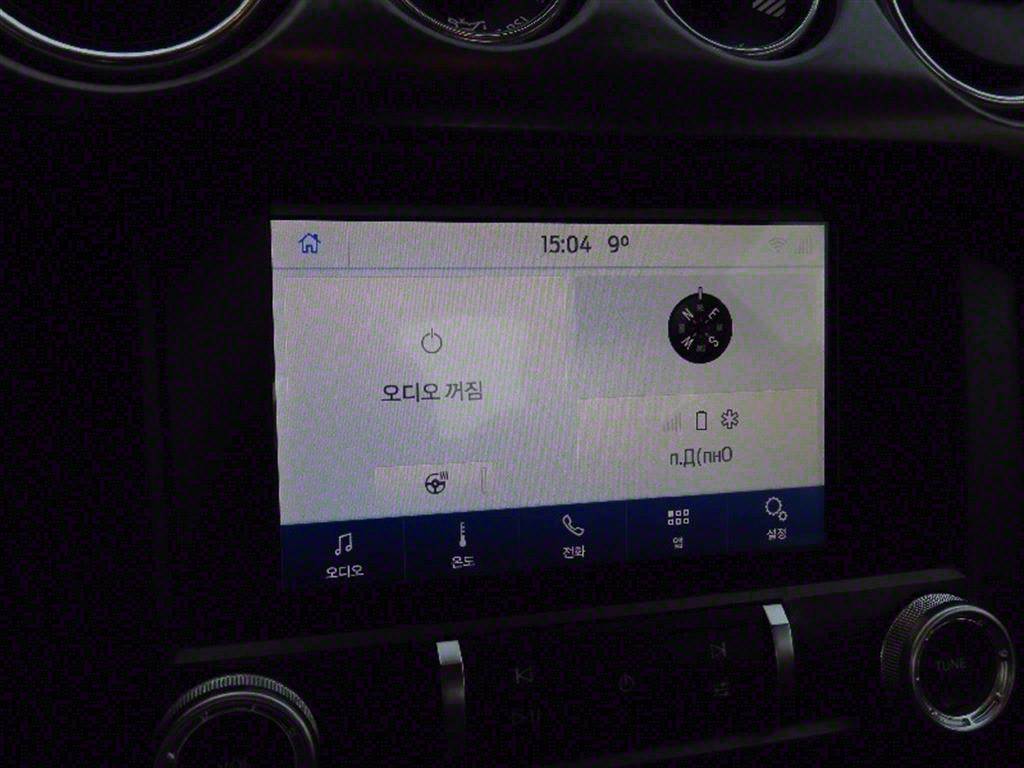 15:04 9°
N E
W S
오디오 꺼짐
п.Д(пнО
오디오 온도 전화 앱 설정
TUNE